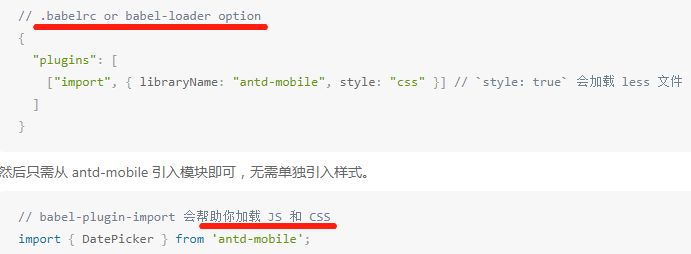 // .babelrc or babel-loader option
{
  "plugins": [
    ["import", { libraryName: "antd-mobile", style: "css" }] // `style: true` 会加载 less 文件
  ]
}
然后只需从 antd-mobile 引入模块即可，无需单独引入样式。
// babel-plugin-import 会帮助你加载 JS 和 CSS
import { DatePicker } from 'antd-mobile';